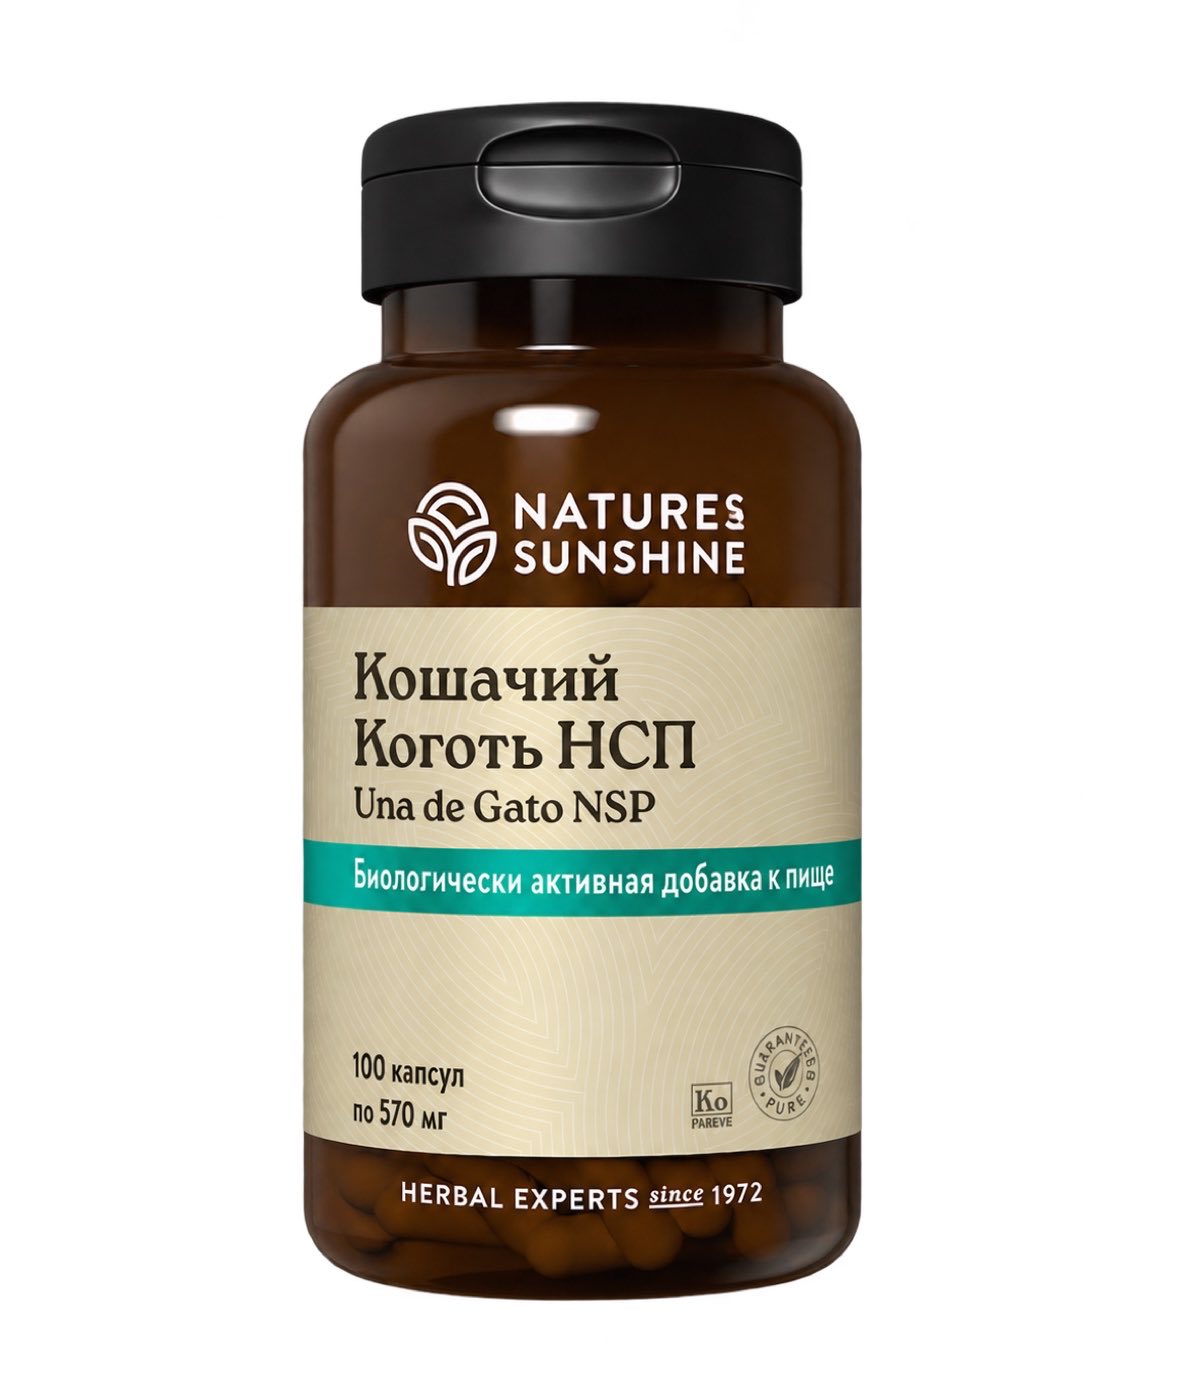 NATURES
SUNSHINE
Кошачий
Коготь НСП
Una de Gato NSP
Биологически активная добавка к пище
100 капсул
по 570 мг
Ko
PAREVE
GUARANTEED
PURE
HERBAL EXPERTS since 1972